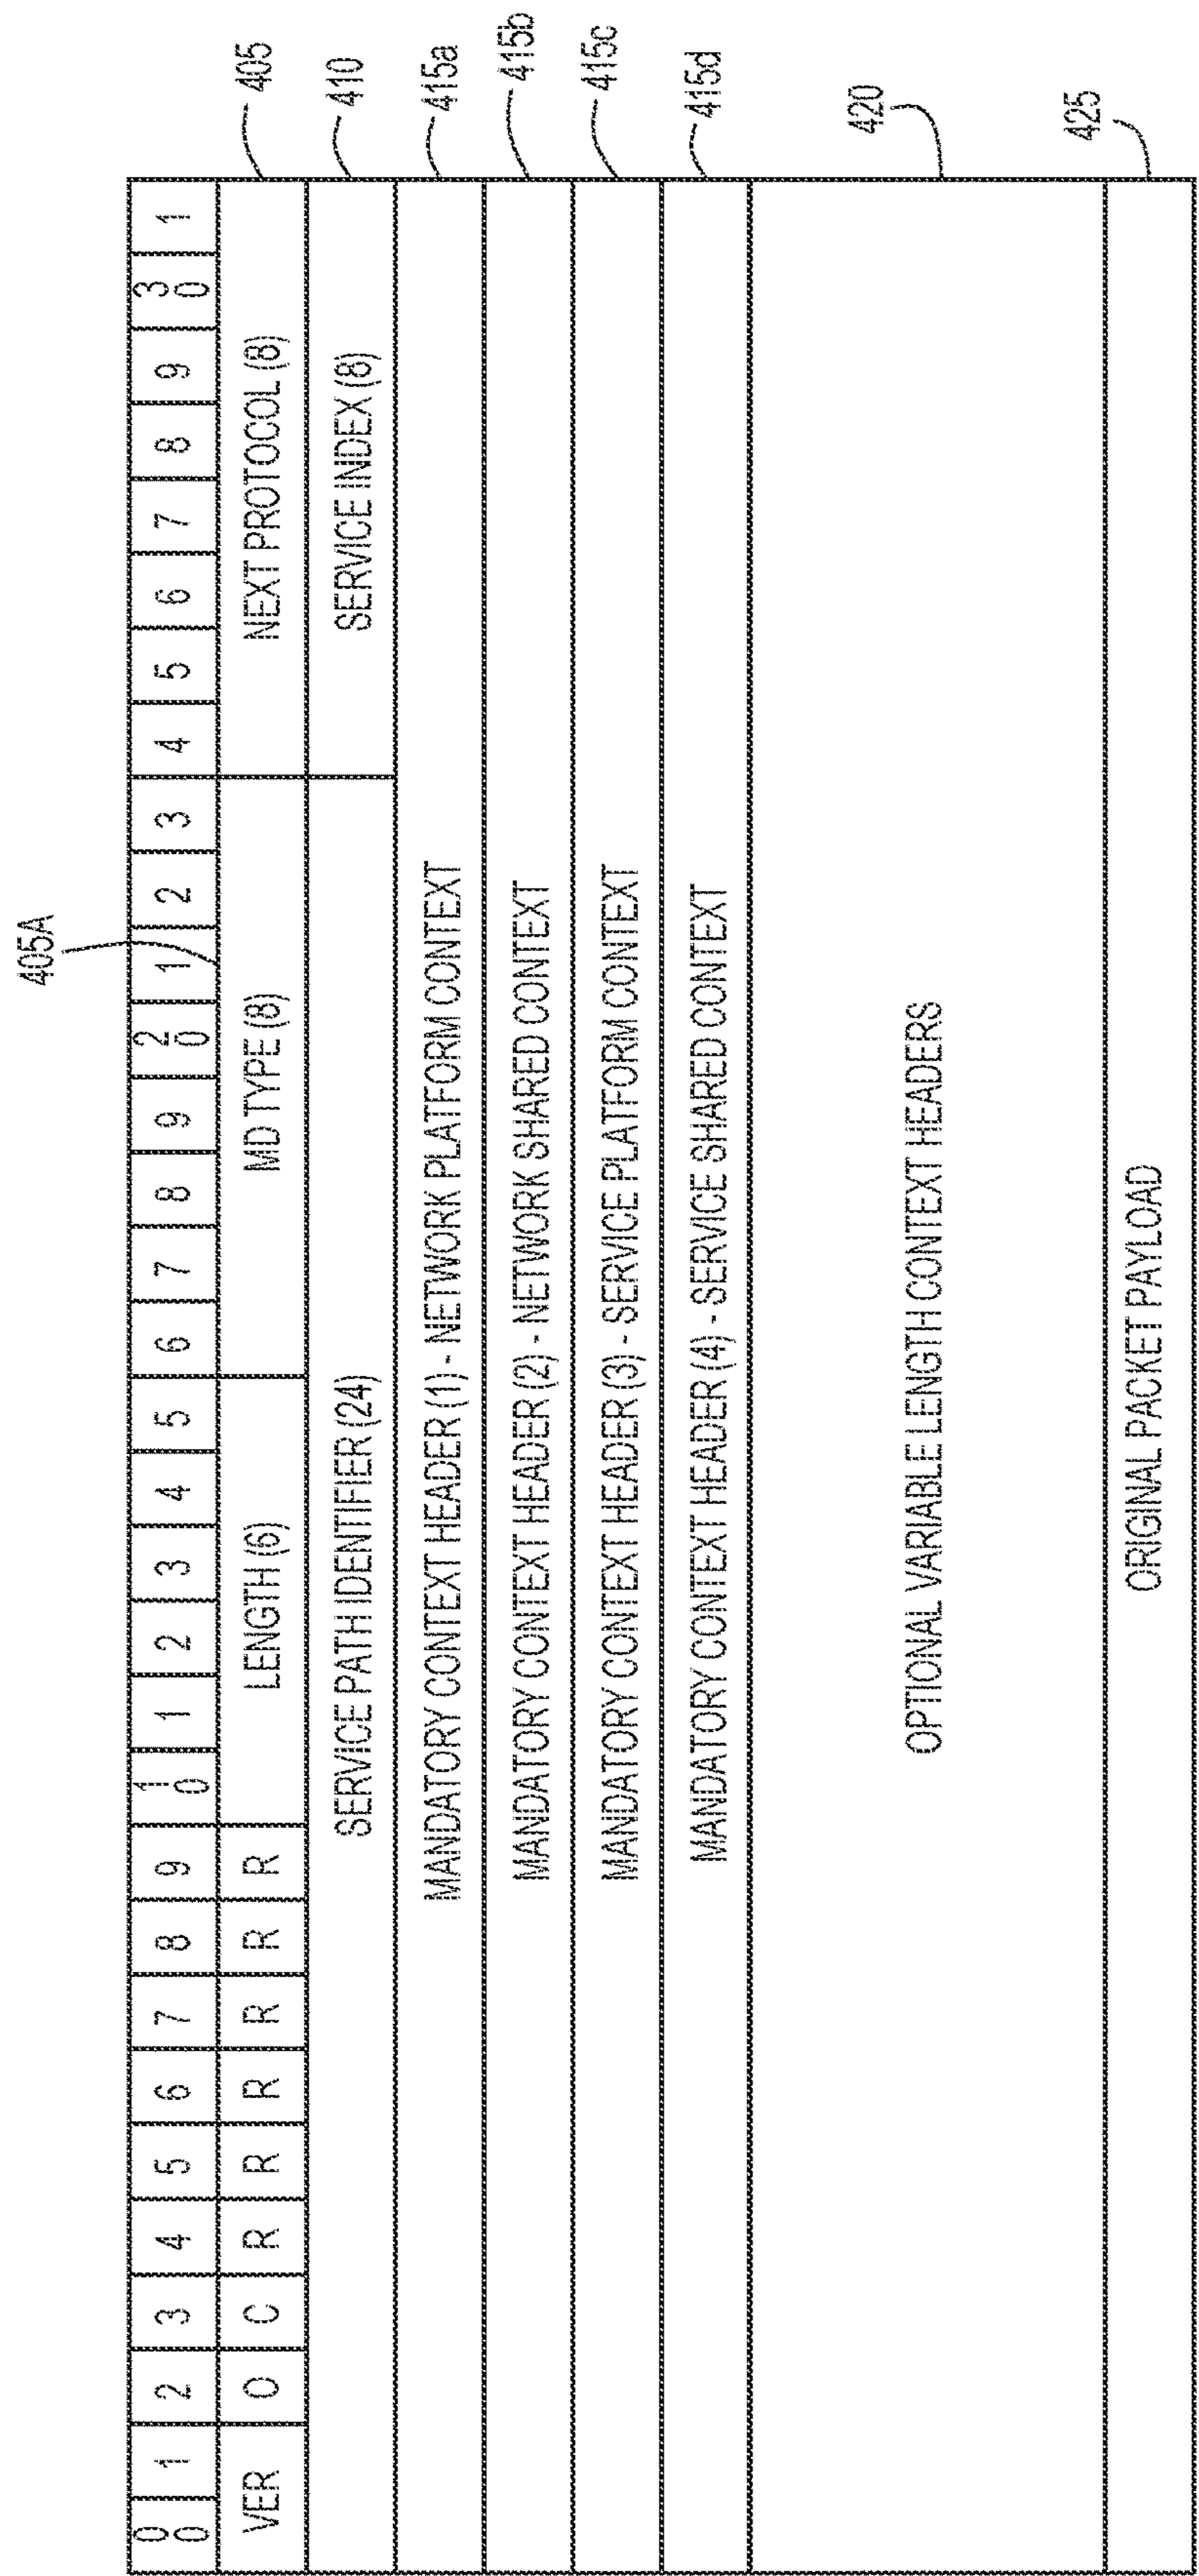 405A
0 1 2 3
0 1 2 3 4 5 6 7 8 9 0 1 2 3 4 5 6 7 8 9 0 1 2 3 4 5 6 7 8 9 0 1
VER O C R R R R R R LENGTH (6) MD TYPE (8) NEXT PROTOCOL (8) 405
SERVICE PATH IDENTIFIER (24) SERVICE INDEX (8) 410
MANDATORY CONTEXT HEADER (1) - NETWORK PLATFORM CONTEXT 415a
MANDATORY CONTEXT HEADER (2) - NETWORK SHARED CONTEXT 415b
MANDATORY CONTEXT HEADER (3) - SERVICE PLATFORM CONTEXT 415c
MANDATORY CONTEXT HEADER (4) - SERVICE SHARED CONTEXT 415d
OPTIONAL VARIABLE LENGTH CONTEXT HEADERS 420
ORIGINAL PACKET PAYLOAD 425